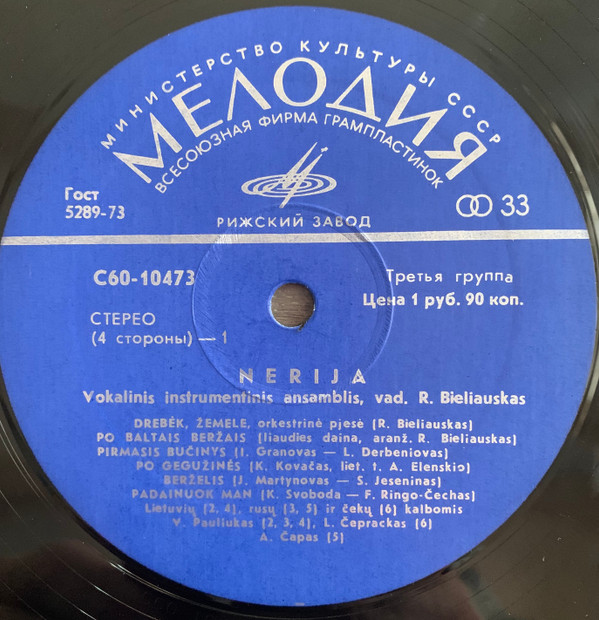 МИНИСТЕРСТВО КУЛЬТУРЫ СССР
МЕЛОДИЯ
ВСЕСОЮЗНАЯ ФИРМА ГРАМПЛАСТИНОК
Гост
5289-73
33
РИЖСКИЙ ЗАВОД
С60-10473
Третья группа
Цена 1 руб. 90 коп.
СТЕРЕО
(4 стороны) — 1
NERIJA
Vokalinis instrumentinis ansamblis, vad. R. Bieliauskas
DREBĖK, ŽEMELE, orkestrinė pjesė (R. Bieliauskas)
PO BALTAIS BERŽAIS (liaudies daina, aranž. R. Bieliauskas)
PIRMASIS BUČINYS (I. Granovas — L. Derbeniovas)
PO GEGUŽINĖS (K. Kovačas, liet. t. A. Elenskio)
BERŽELIS (J. Martynovas — S. Jeseninas)
PADAINUOK MAN (K. Svoboda — F. Ringo-Čechas)
Lietuvių (2, 4), rusų (3, 5) ir čekų (6) kalbomis
V. Pauliukas (2, 3, 4), L. Čeprackas (6)
A. Čapas (5)